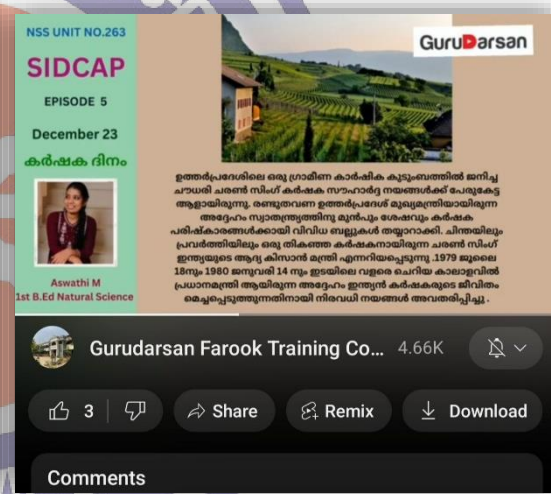 NSS UNIT NO.263
SIDCAP
EPISODE 5
December 23
കർഷക ദിനം
Aswathi M
1st B.Ed Natural Science
GuruDarsan
ഉത്തർപ്രദേശിലെ ഒരു ഗ്രാമീണ കാർഷിക കുടുംബത്തിൽ ജനിച്ച
ചൗധരി ചരൺ സിംഗ് കർഷക സൗഹാർദ്ദ നയങ്ങൾക്ക് പേരുകേട്ട
ആളായിരുന്നു. രണ്ടുതവണ ഉത്തർപ്രദേശ് മുഖ്യമന്ത്രിയായിരുന്ന
അദ്ദേഹം സ്വാതന്ത്ര്യത്തിനു മുൻപും ശേഷവും കർഷക
പരിഷ്കാരങ്ങൾക്കായി വിവിധ ബില്ലുകൾ തയ്യാറാക്കി. ചിന്തയിലും
പ്രവർത്തിയിലും ഒരു തികഞ്ഞ കർഷകനായിരുന്ന ചരൺ സിംഗ്
ഇന്ത്യയുടെ ആദ്യ കിസാൻ മന്ത്രി എന്നറിയപ്പെടുന്നു .1979 ജൂലൈ
18നും 1980 ജനുവരി 14 നും ഇടയിലെ വളരെ ചെറിയ കാലാളവിൽ
പ്രധാനമന്ത്രി ആയിരുന്ന അദ്ദേഹം ഇന്ത്യൻ കർഷകരുടെ ജീവിതം
മെച്ചപ്പെടുത്തുന്നതിനായി നിരവധി നയങ്ങൾ അവതരിപ്പിച്ചു .
Gurudarsan Farook Training Co... 4.66K
3 Share Remix Download
Comments